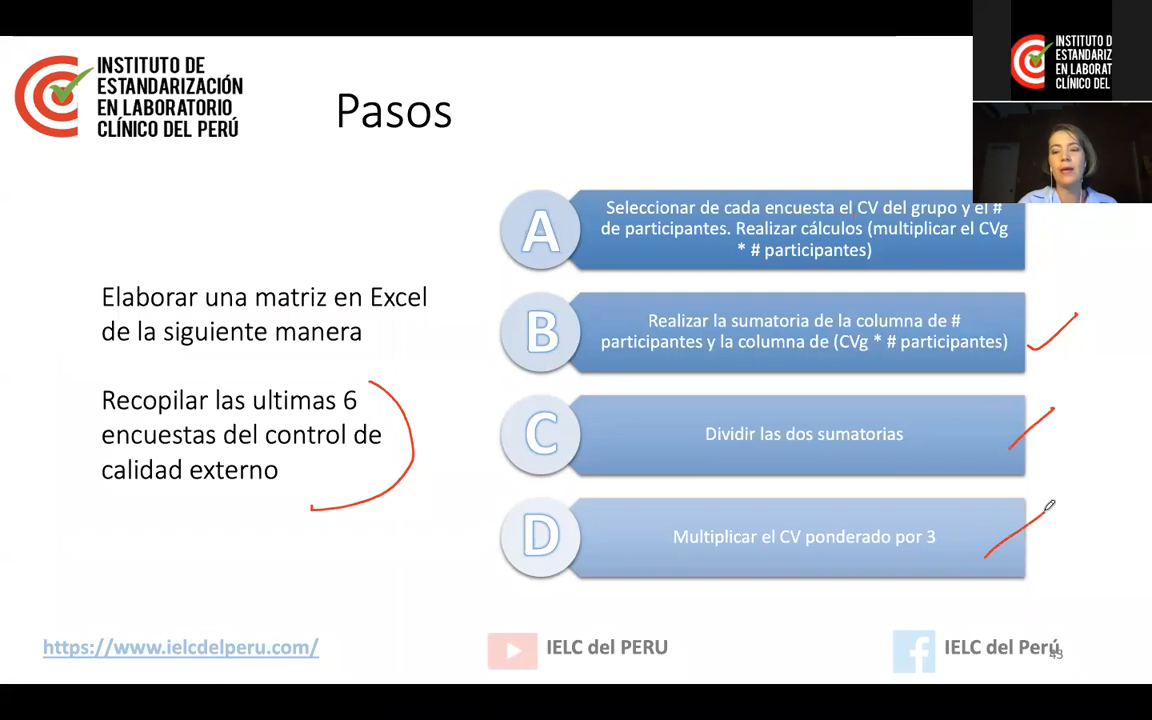 INSTITUTO DE
ESTANDARIZACIÓN
EN LABORATORIO
CLÍNICO DEL PERÚ
Pasos
INSTITUTO D
ESTANDARIZ
EN LABORAT
CLÍNICO DEL
Elaborar una matriz en Excel
de la siguiente manera
Recopilar las ultimas 6
encuestas del control de
calidad externo
A
Seleccionar de cada encuesta el CV del grupo y el #
de participantes. Realizar cálculos (multiplicar el CVg
* # participantes)
B
Realizar la sumatoria de la columna de #
participantes y la columna de (CVg * # participantes)
C
Dividir las dos sumatorias
D
Multiplicar el CV ponderado por 3
https://www.ielcdelperu.com/
IELC del PERU
IELC del Perú
43